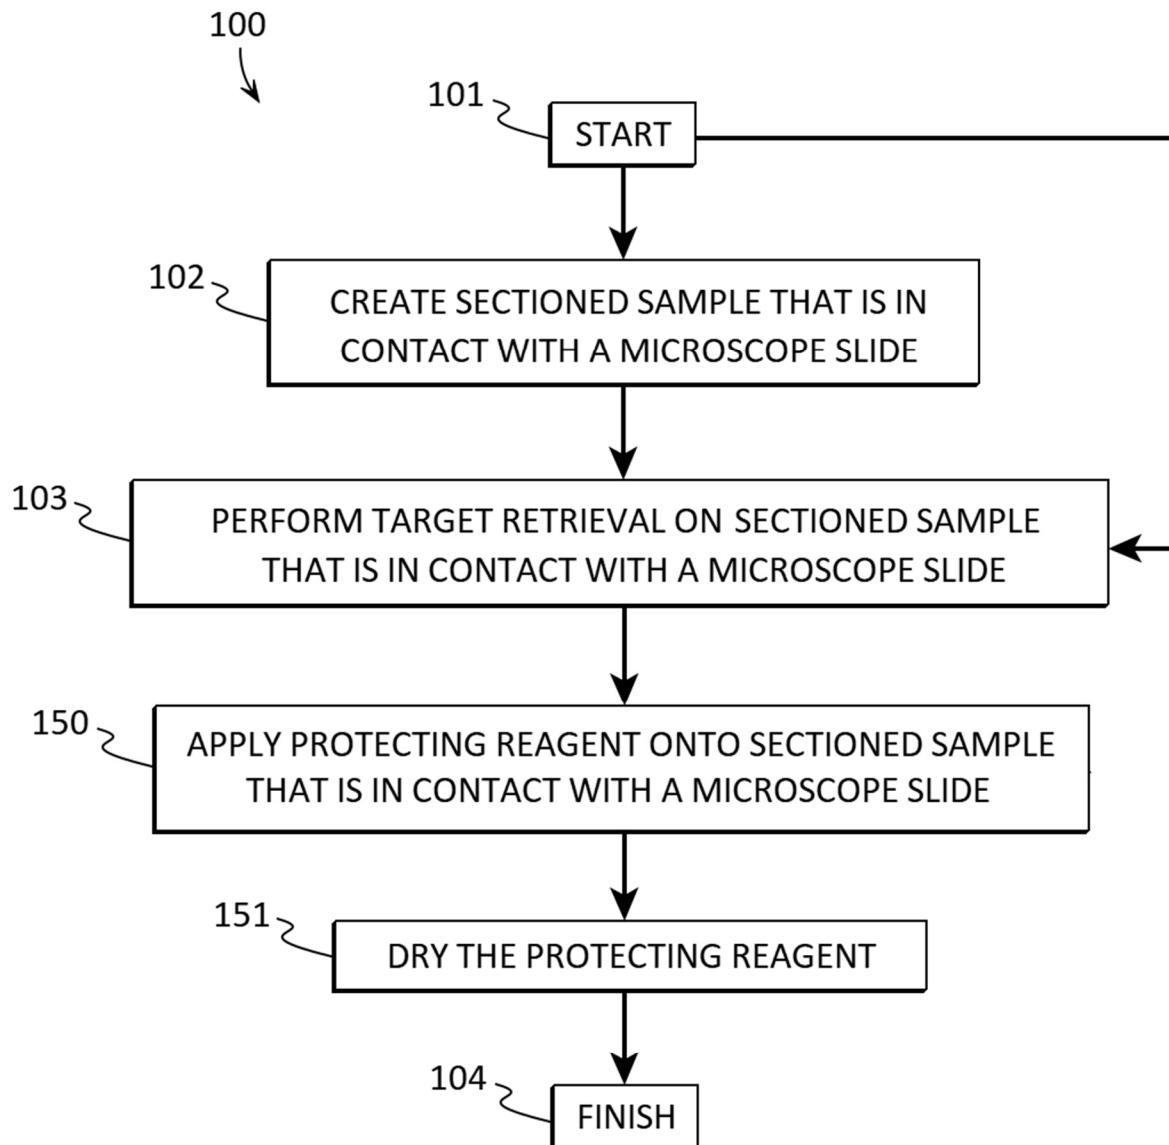 100
101
START
102
CREATE SECTIONED SAMPLE THAT IS IN
CONTACT WITH A MICROSCOPE SLIDE
103
PERFORM TARGET RETRIEVAL ON SECTIONED SAMPLE
THAT IS IN CONTACT WITH A MICROSCOPE SLIDE
150
APPLY PROTECTING REAGENT ONTO SECTIONED SAMPLE
THAT IS IN CONTACT WITH A MICROSCOPE SLIDE
151
DRY THE PROTECTING REAGENT
104
FINISH